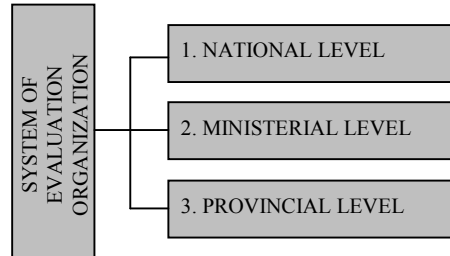 SYSTEM OF
EVALUATION
ORGANIZATION
1. NATIONAL LEVEL
2. MINISTERIAL LEVEL
3. PROVINCIAL LEVEL